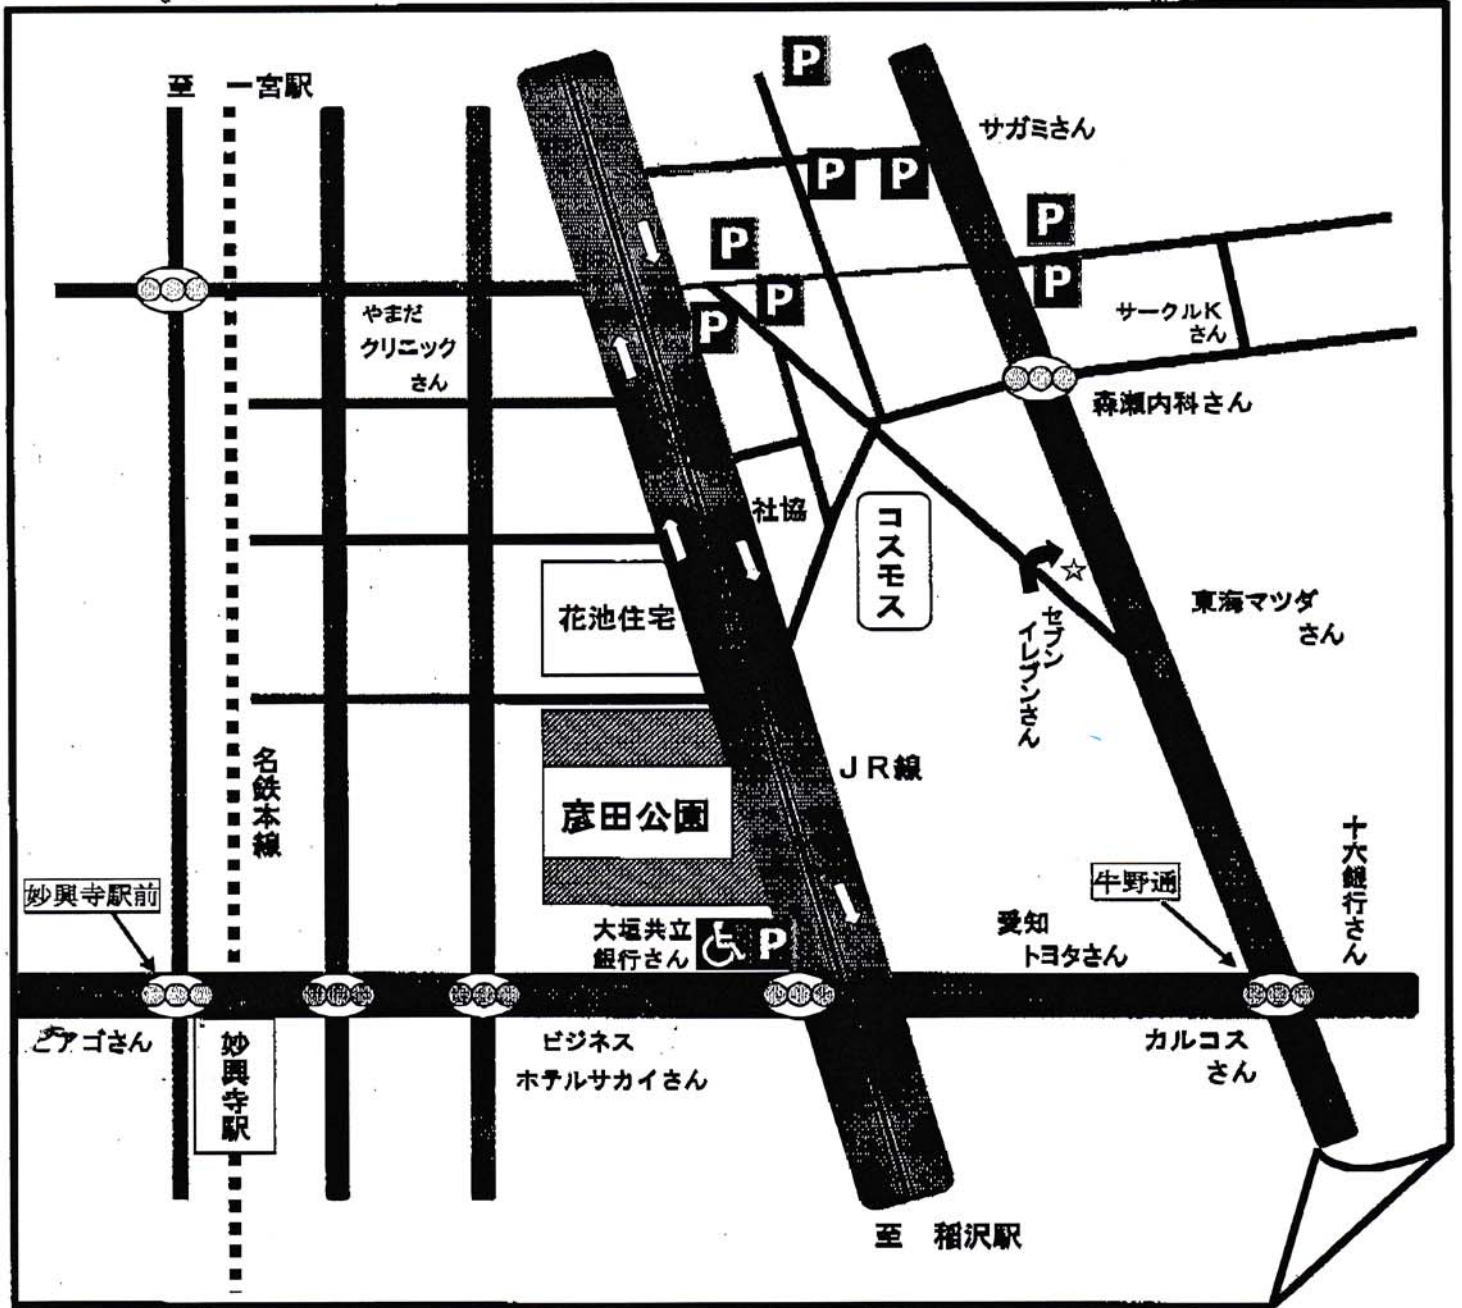 至 一宮駅
P
サガミさん
P
P
P
P
P
P
P
やまだ
クリニック
さん
サークルK
さん
森瀬内科さん
社協
コスモス
花池住宅
☆
セブン
イレブンさん
東海マツダ
さん
名鉄本線
JR線
彦田公園
十六銀行さん
妙興寺駅前
牛野通
大垣共立
銀行さん
P
愛知
トヨタさん
ピアゴさん
妙興寺駅
ビジネス
ホテルサカイさん
カルコス
さん
至 稲沢駅